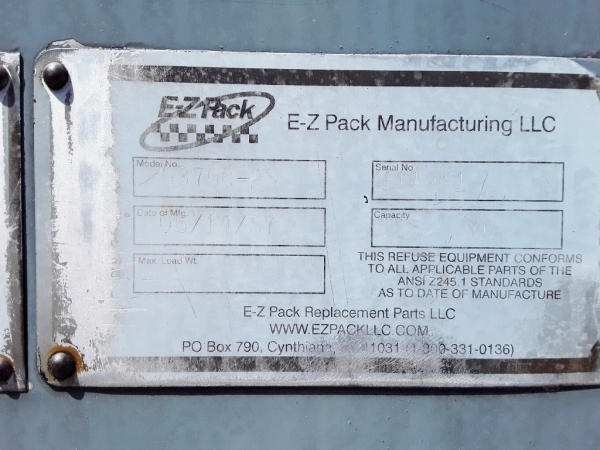 E-Z Pack
E-Z Pack Manufacturing LLC
Model No.
Serial No.
Date of Mfg.
Capacity
Max. Load Wt.
THIS REFUSE EQUIPMENT CONFORMS
TO ALL APPLICABLE PARTS OF THE
ANSI Z245.1 STANDARDS
AS TO DATE OF MANUFACTURE
E-Z Pack Replacement Parts LLC
WWW.EZPACKLLC.COM
PO Box 790, Cynthiana, 41031 (1-800-331-0136)